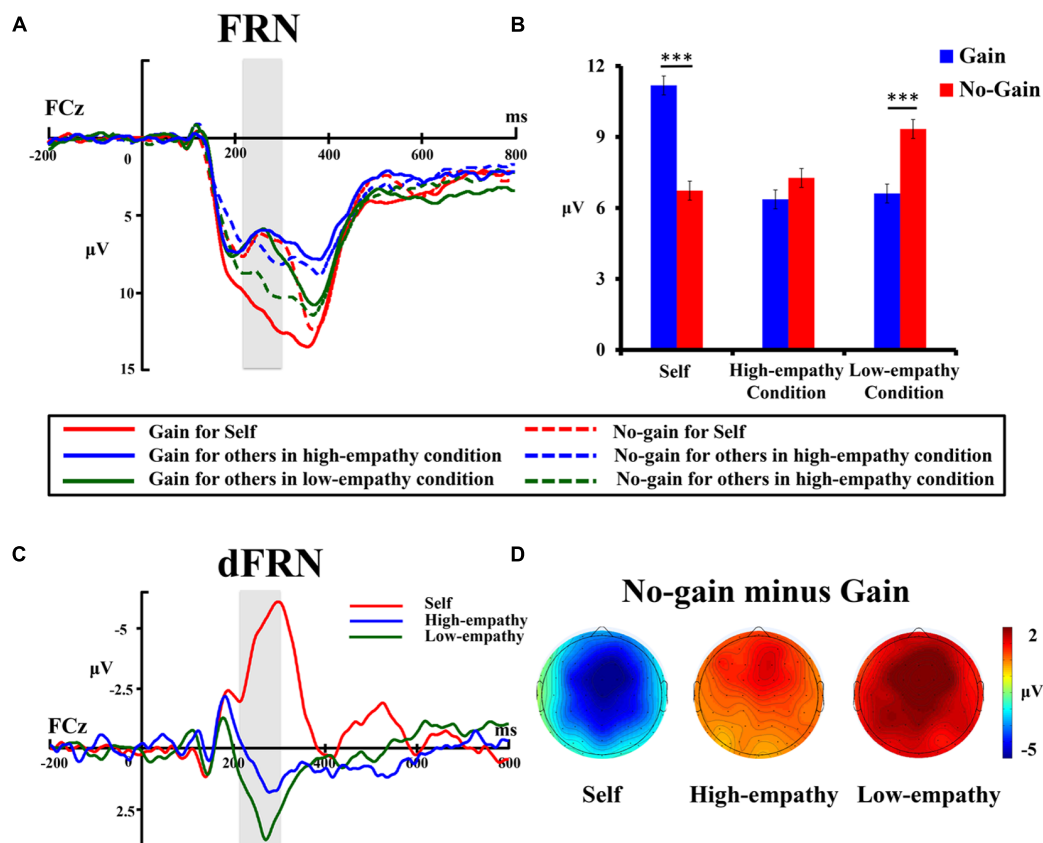 A
FRN
FCz
ms
-200
0
200
400
600
800
5
µV
10
15
B
Gain
No-Gain
12
***
***
9
µV
6
3
0
Self
High-empathy
Condition
Low-empathy
Condition
Gain for Self
No-gain for Self
Gain for others in high-empathy condition
No-gain for others in high-empathy condition
Gain for others in low-empathy condition
No-gain for others in high-empathy condition
C
dFRN
Self
High-empathy
Low-empathy
-5
µV
-2.5
FCz
ms
-200
0
200
400
600
800
2.5
D
No-gain minus Gain
2
µV
-5
Self
High-empathy
Low-empathy